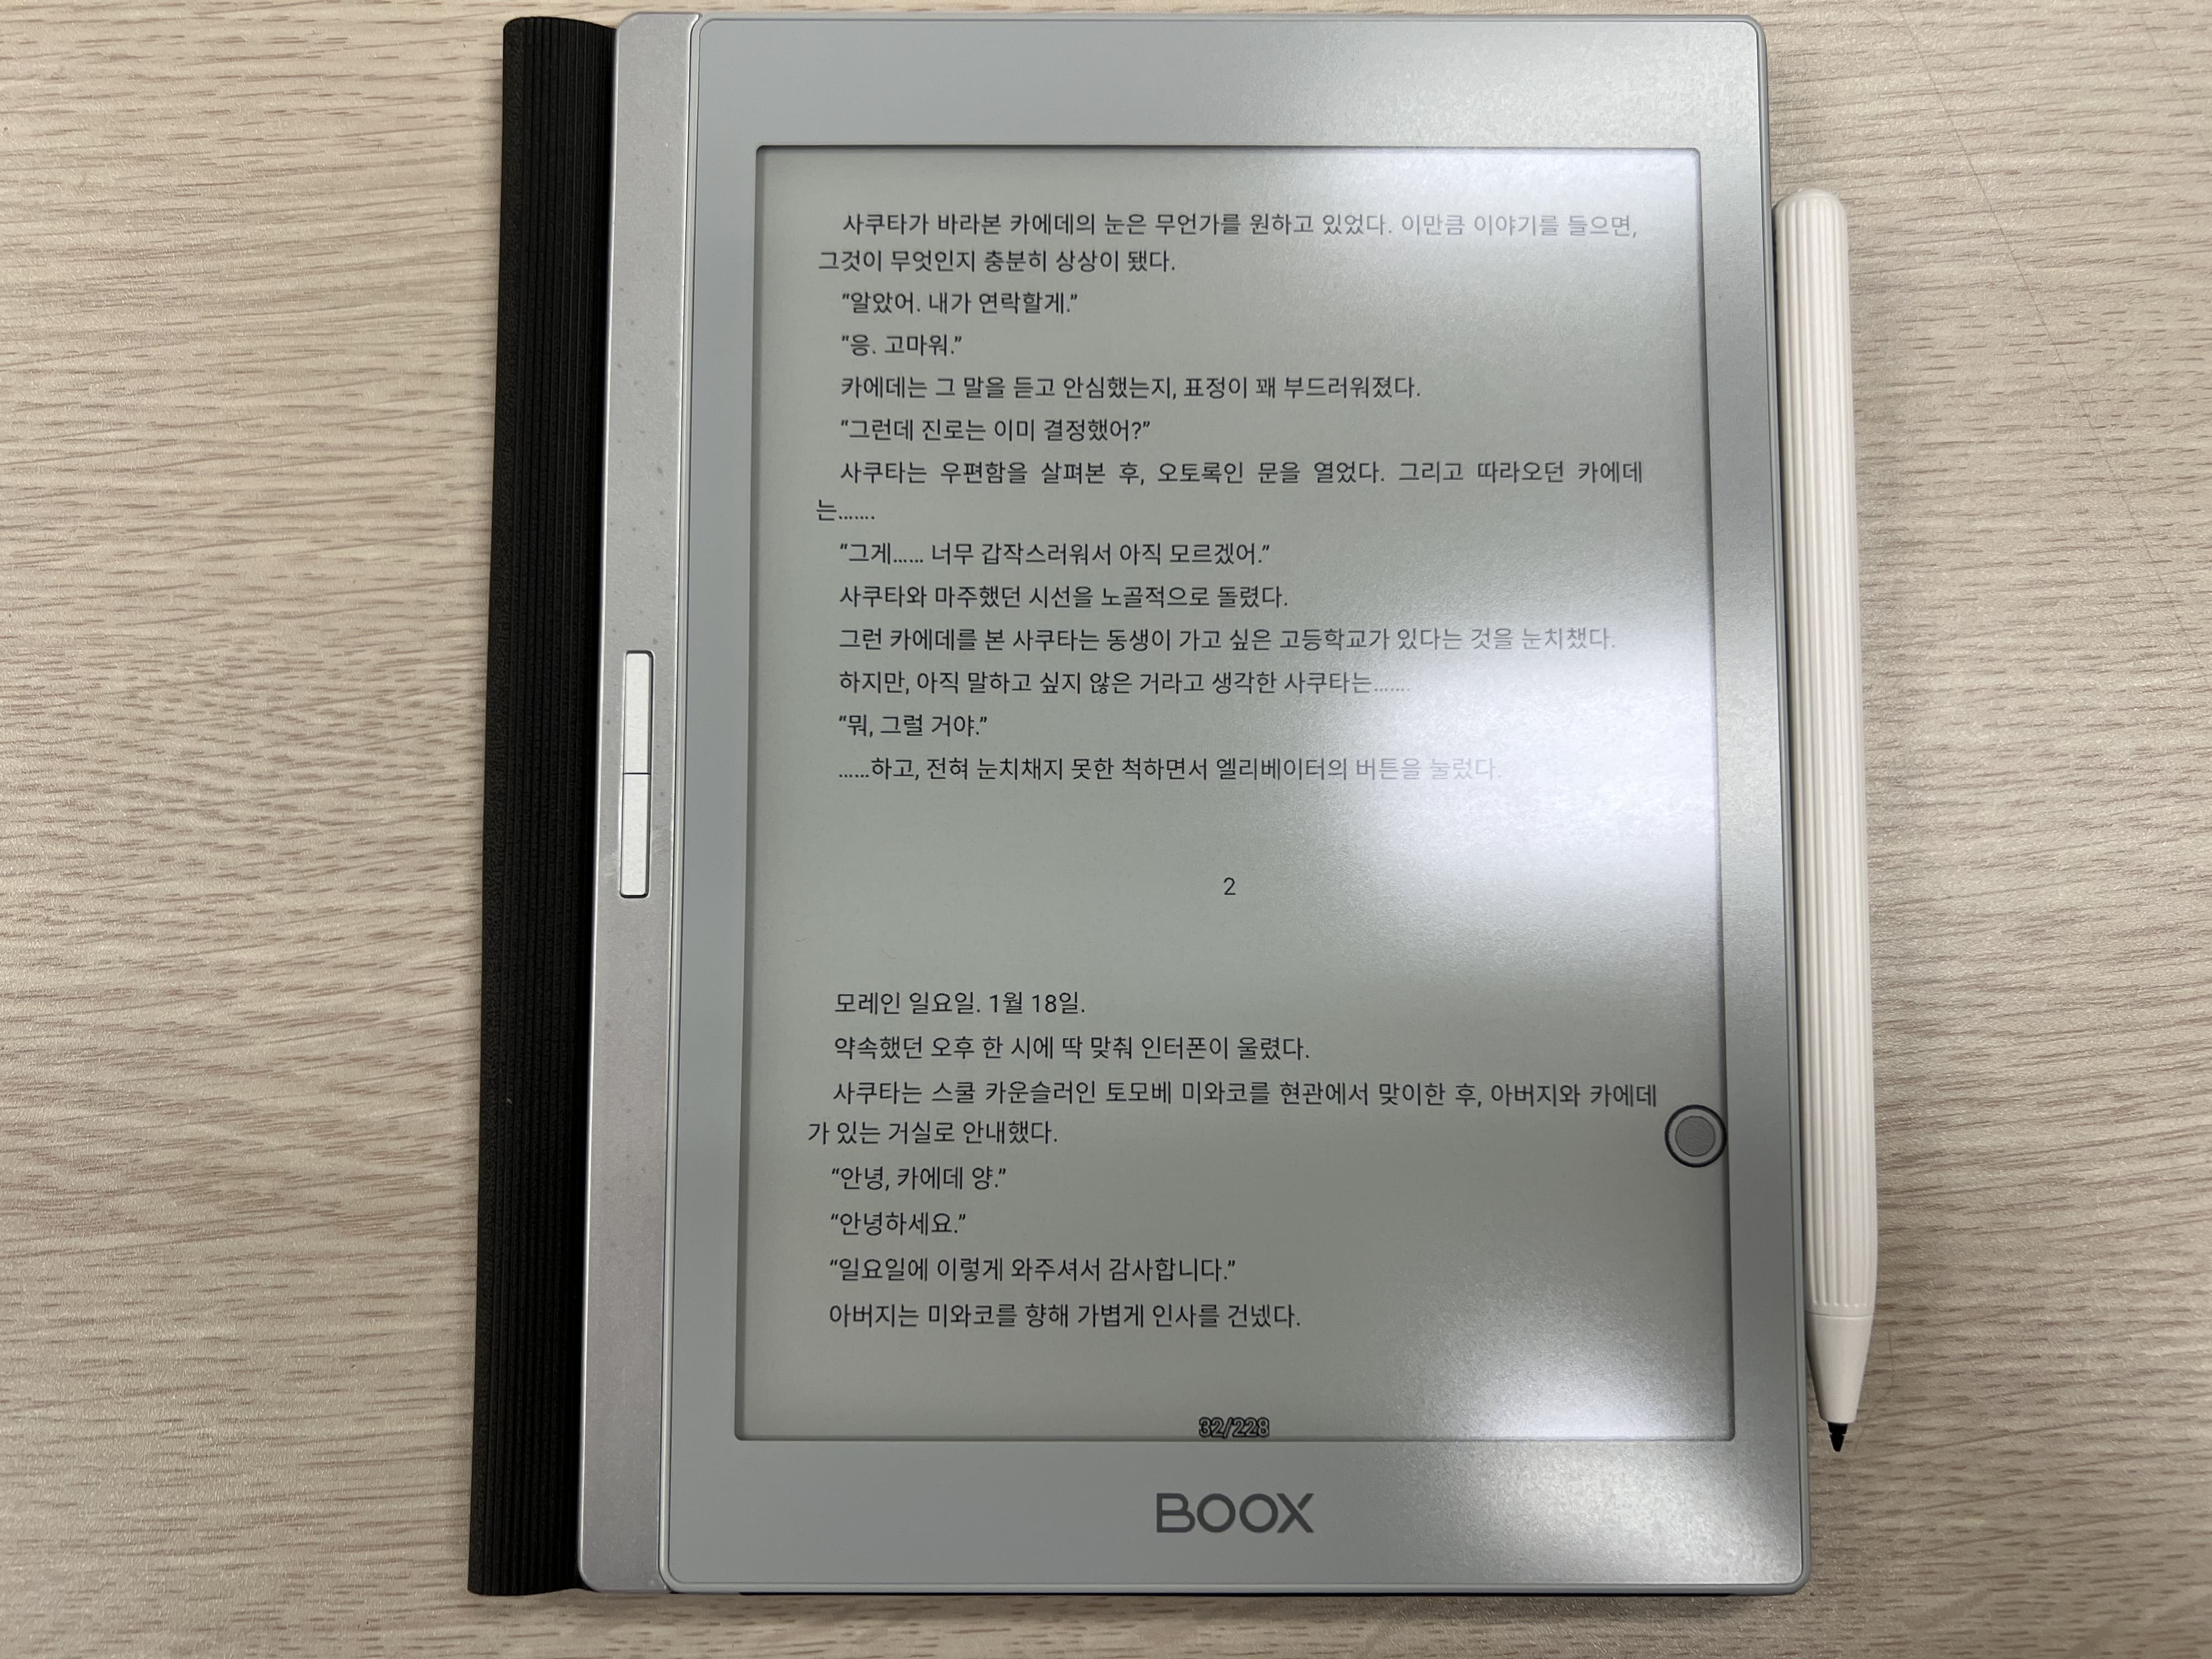 사쿠타가 바라본 카에데의 눈은 무언가를 원하고 있었다. 이만큼 이야기를 들으면,
그것이 무엇인지 충분히 상상이 됐다.
“알았어. 내가 연락할게.”
“응. 고마워.”
카에데는 그 말을 듣고 안심했는지, 표정이 꽤 부드러워졌다.
“그런데 진로는 이미 결정했어?”
사쿠타는 우편함을 살펴본 후, 오토록인 문을 열었다. 그리고 따라오던 카에데
는…….
“그게…… 너무 갑작스러워서 아직 모르겠어.”
사쿠타와 마주했던 시선을 노골적으로 돌렸다.
그런 카에데를 본 사쿠타는 동생이 가고 싶은 고등학교가 있다는 것을 눈치챘다.
하지만, 아직 말하고 싶지 않은 거라고 생각한 사쿠타는…….
“뭐, 그럴 거야.”
……하고, 전혀 눈치채지 못한 척하면서 엘리베이터의 버튼을 눌렀다.
2
모레인 일요일. 1월 18일.
약속했던 오후 한 시에 딱 맞춰 인터폰이 울렸다.
사쿠타는 스쿨 카운슬러인 토모베 미와코를 현관에서 맞이한 후, 아버지와 카에데
가 있는 거실로 안내했다.
“안녕, 카에데 양.”
“안녕하세요.”
“일요일에 이렇게 와주셔서 감사합니다.”
아버지는 미와코를 향해 가볍게 인사를 건넸다.
32/228
BOOX